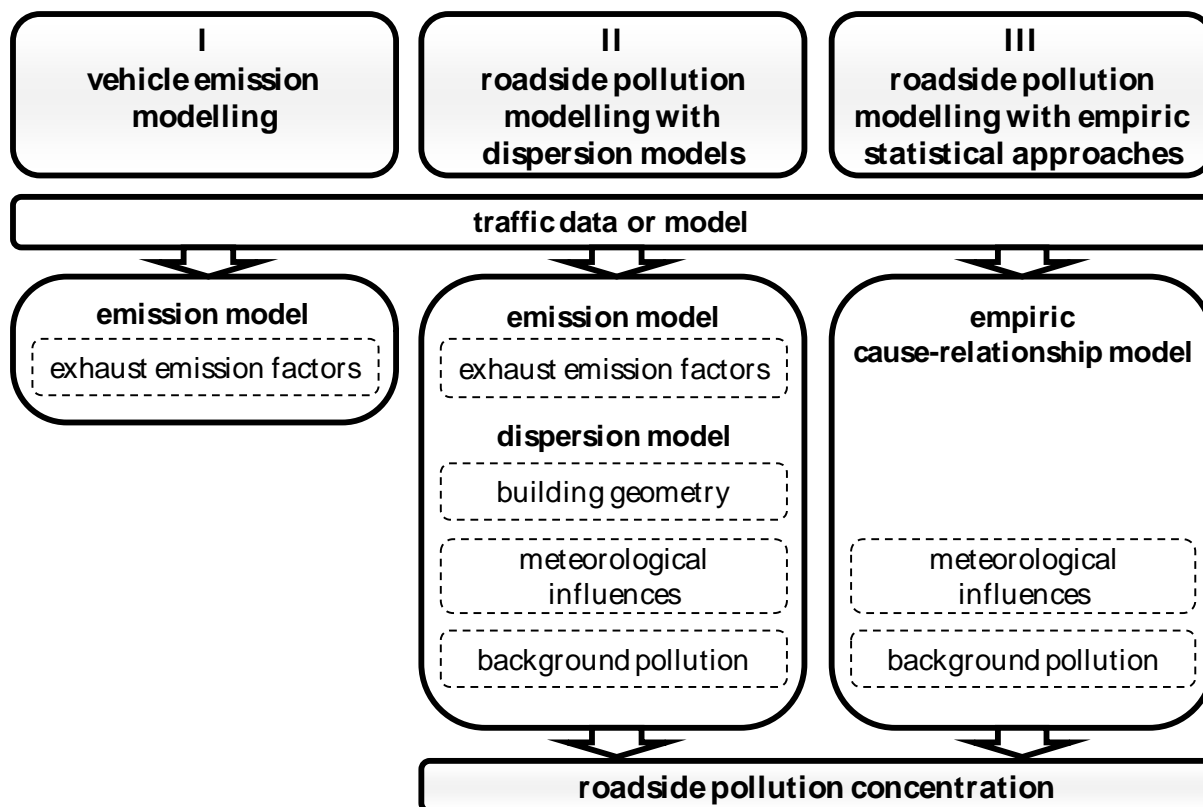 I
vehicle emission
modelling
II
roadside pollution
modelling with
dispersion models
III
roadside pollution
modelling with empiric
statistical approaches
traffic data or model
emission model
exhaust emission factors
emission model
exhaust emission factors
dispersion model
building geometry
meteorological
influences
background pollution
empiric
cause-relationship model
meteorological
influences
background pollution
roadside pollution concentration